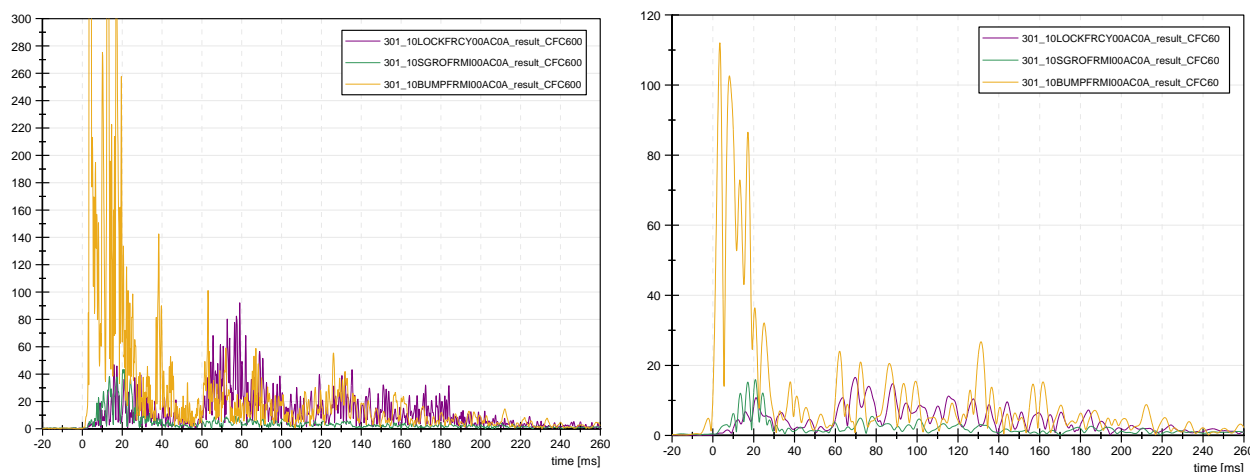 300
280
260
240
220
200
180
160
140
120
100
80
60
40
20
0
-20 0 20 40 60 80 100 120 140 160 180 200 220 240 260
time [ms]
301_10LOCKFRCY00AC0A_result_CFC600
301_10SGROFRMI00AC0A_result_CFC600
301_10BUMPFRMI00AC0A_result_CFC600
120
100
80
60
40
20
0
-20 0 20 40 60 80 100 120 140 160 180 200 220 240 260
time [ms]
301_10LOCKFRCY00AC0A_result_CFC60
301_10SGROFRMI00AC0A_result_CFC60
301_10BUMPFRMI00AC0A_result_CFC60